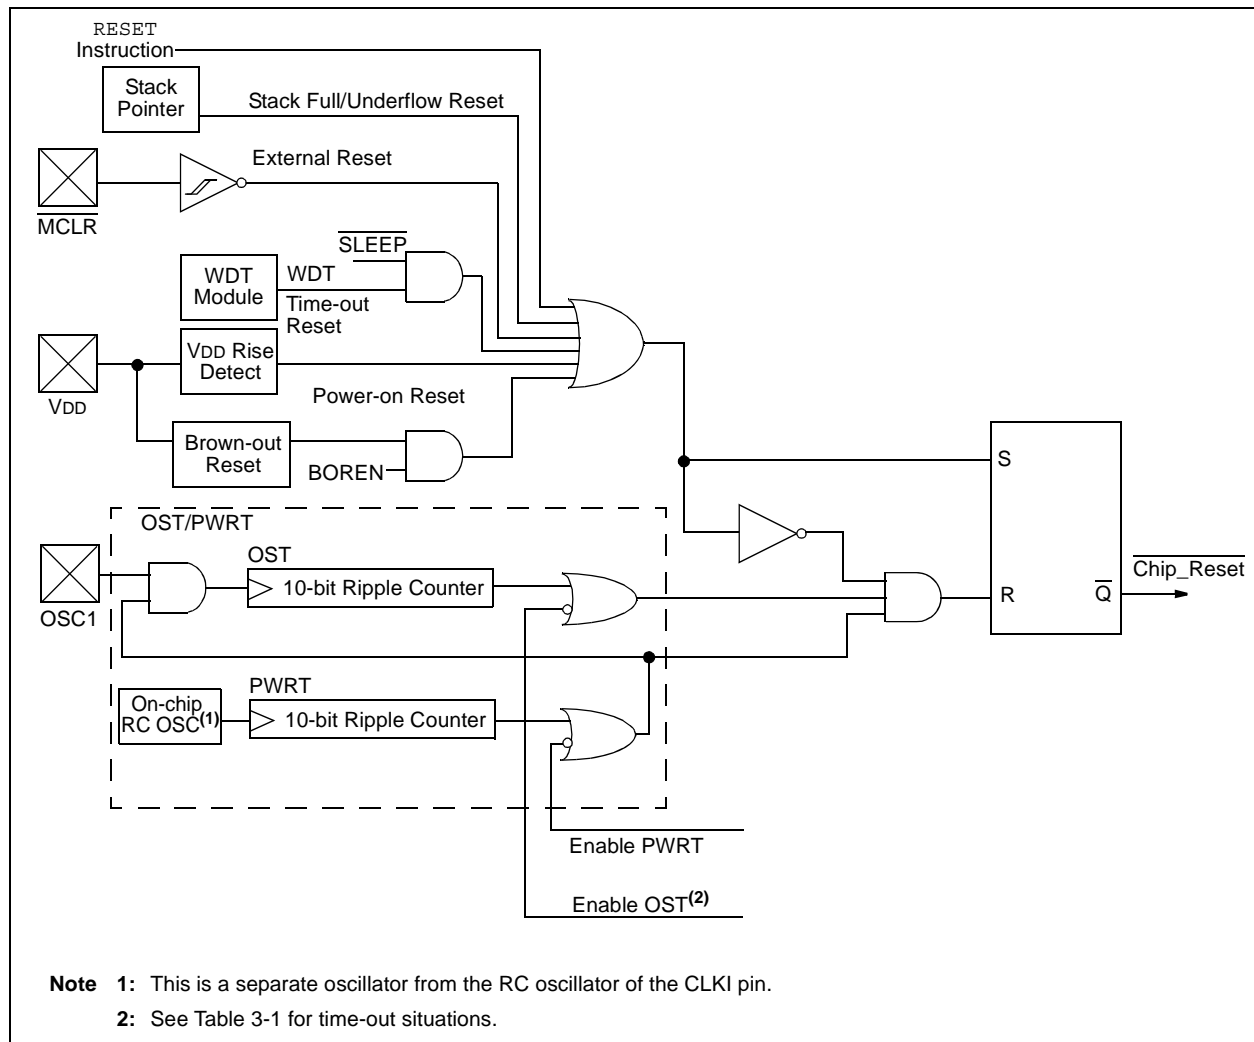 RESET
Instruction
Stack
Pointer
Stack Full/Underflow Reset
External Reset
MCLR
SLEEP
WDT
Module
WDT
Time-out
Reset
VDD Rise
Detect
VDD
Power-on Reset
Brown-out
Reset
BOREN
S
OST/PWRT
OST
10-bit Ripple Counter
OSC1
Chip_Reset
R
Q
PWRT
On-chip
RC OSC(1)
10-bit Ripple Counter
Enable PWRT
Enable OST(2)
Note 1: This is a separate oscillator from the RC oscillator of the CLKI pin.
2: See Table 3-1 for time-out situations.